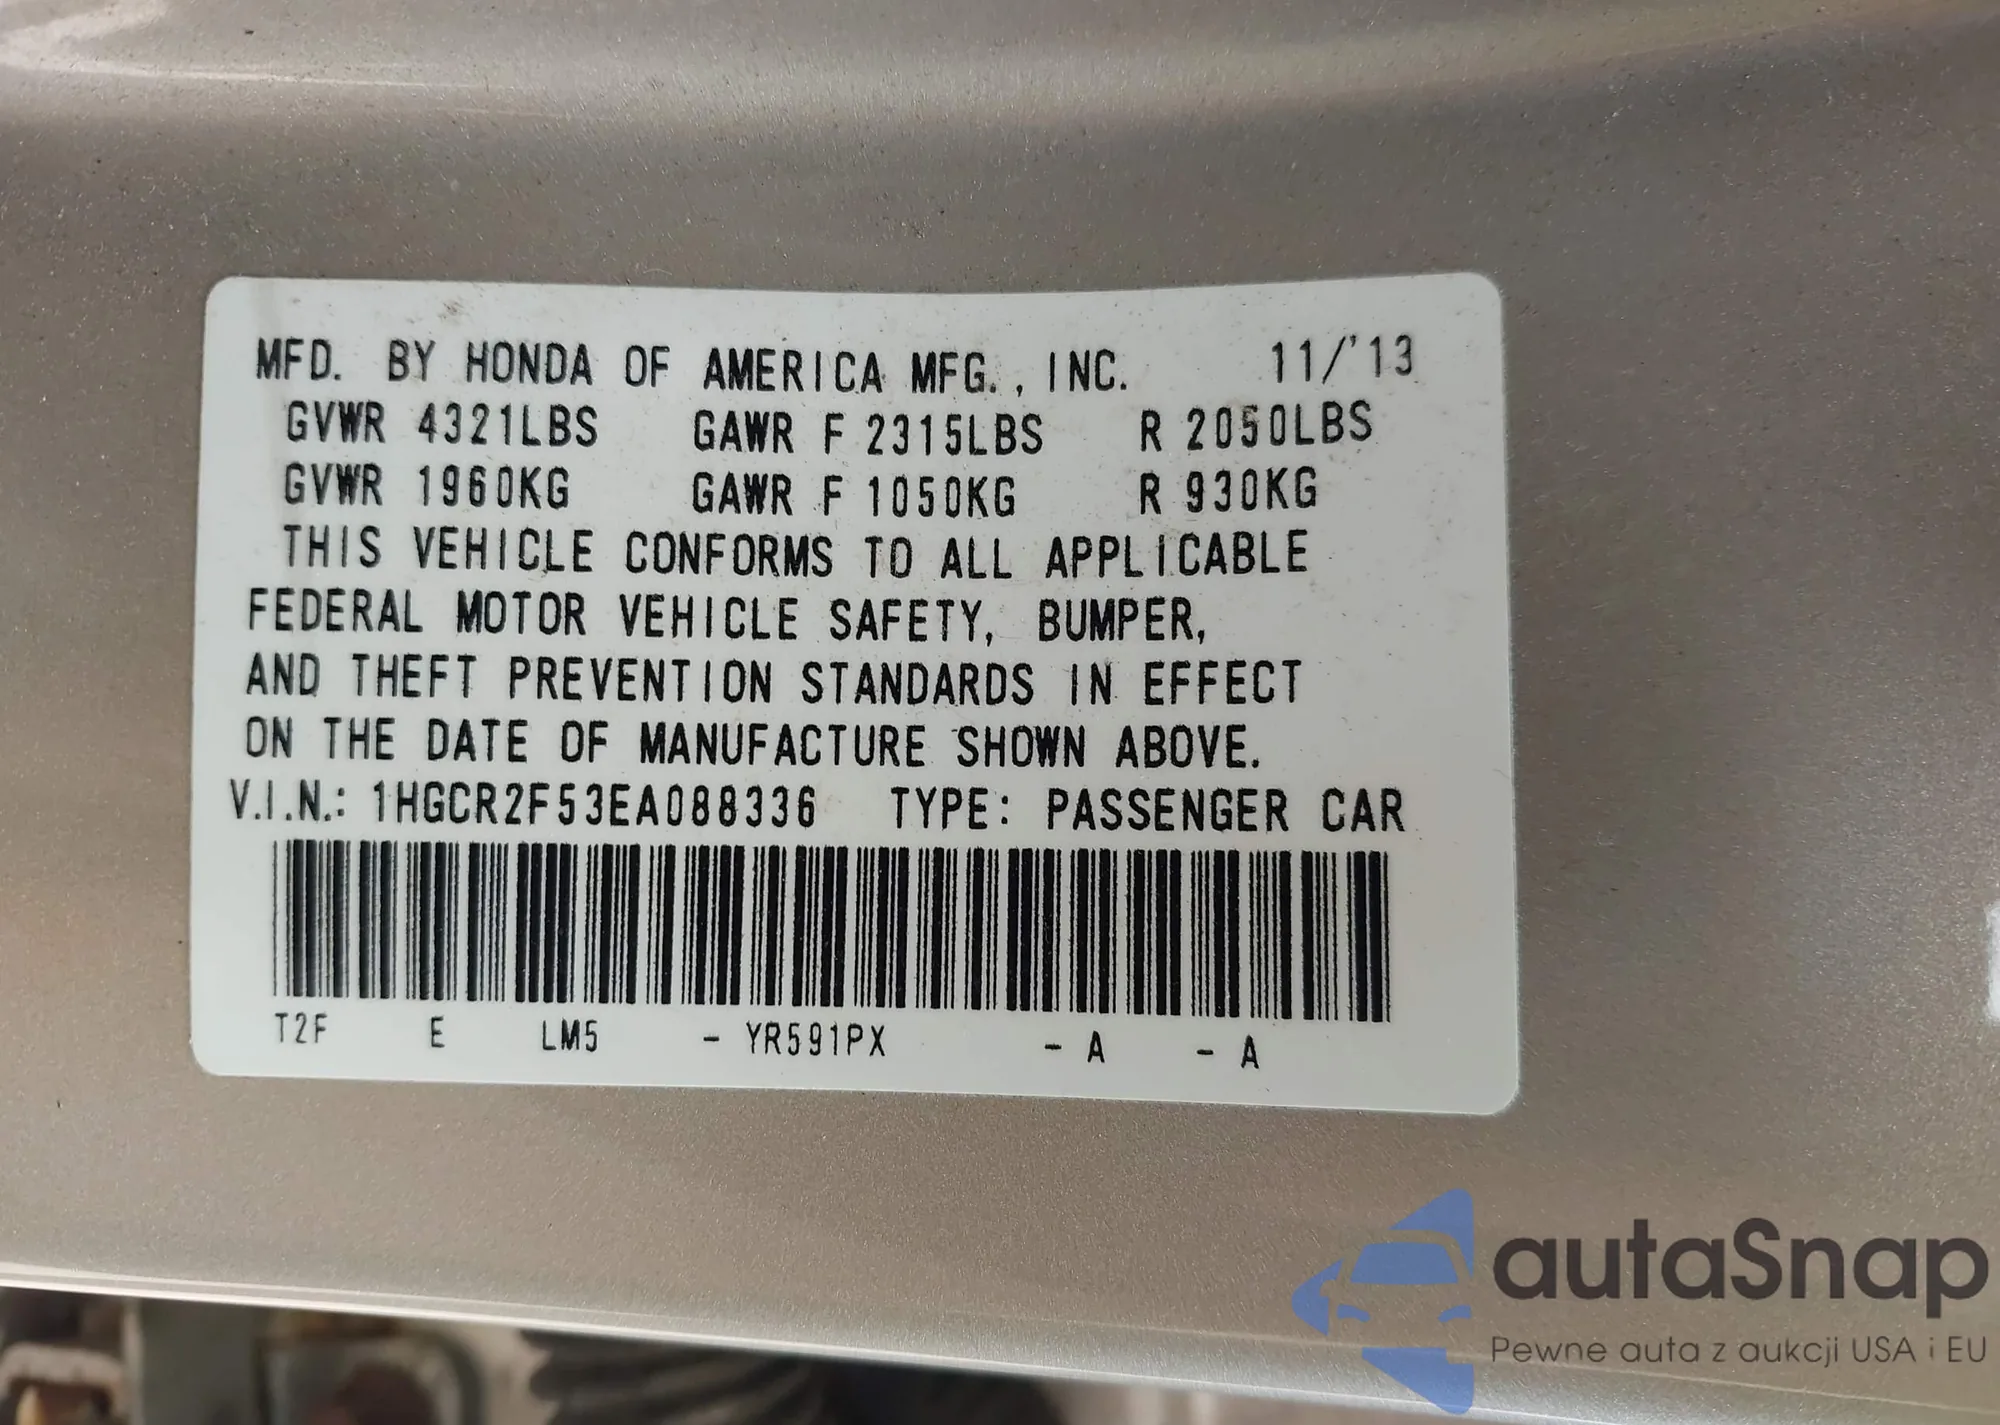 MFD. BY HONDA OF AMERICA MFG., INC. 11/'13
GVWR 4321LBS GAWR F 2315LBS R 2050LBS
GVWR 1960KG GAWR F 1050KG R 930KG
THIS VEHICLE CONFORMS TO ALL APPLICABLE
FEDERAL MOTOR VEHICLE SAFETY, BUMPER,
AND THEFT PREVENTION STANDARDS IN EFFECT
ON THE DATE OF MANUFACTURE SHOWN ABOVE.
V.I.N.: 1HGCR2F53EA088336 TYPE: PASSENGER CAR
T2F E LM5 - YR591PX - A - A
autaSnap
Pewne auta z aukcji USA i EU